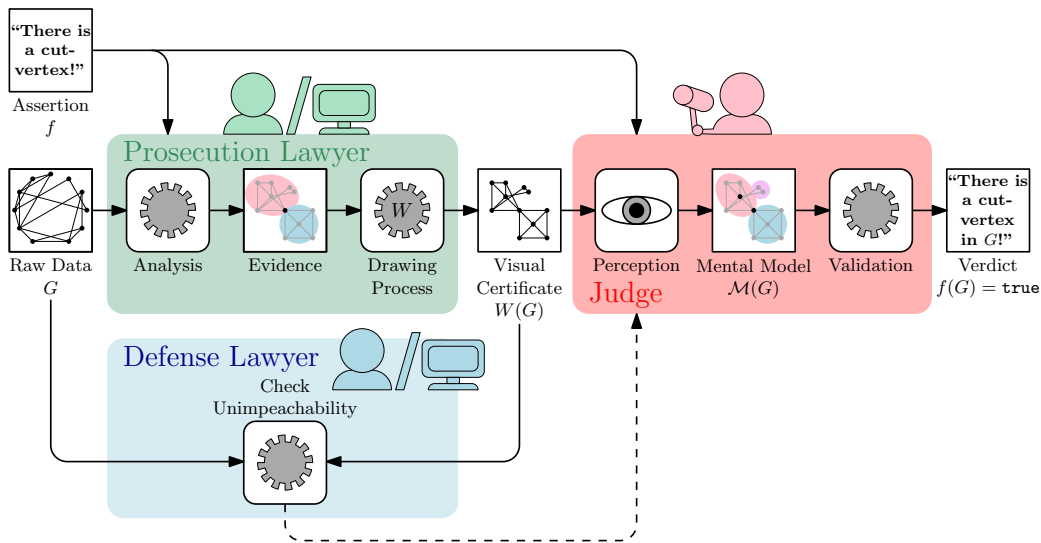 “There is
a cut-
vertex!”
Assertion
f
Prosecution Lawyer
W
Raw Data
G
Analysis
Evidence
Drawing
Process
Visual
Certificate
W(G)
Perception
Mental Model
M(G)
Validation
Judge
“There is
a cut-
vertex
in G!”
Verdict
f(G) = true
Defense Lawyer
Check
Unimpeachability